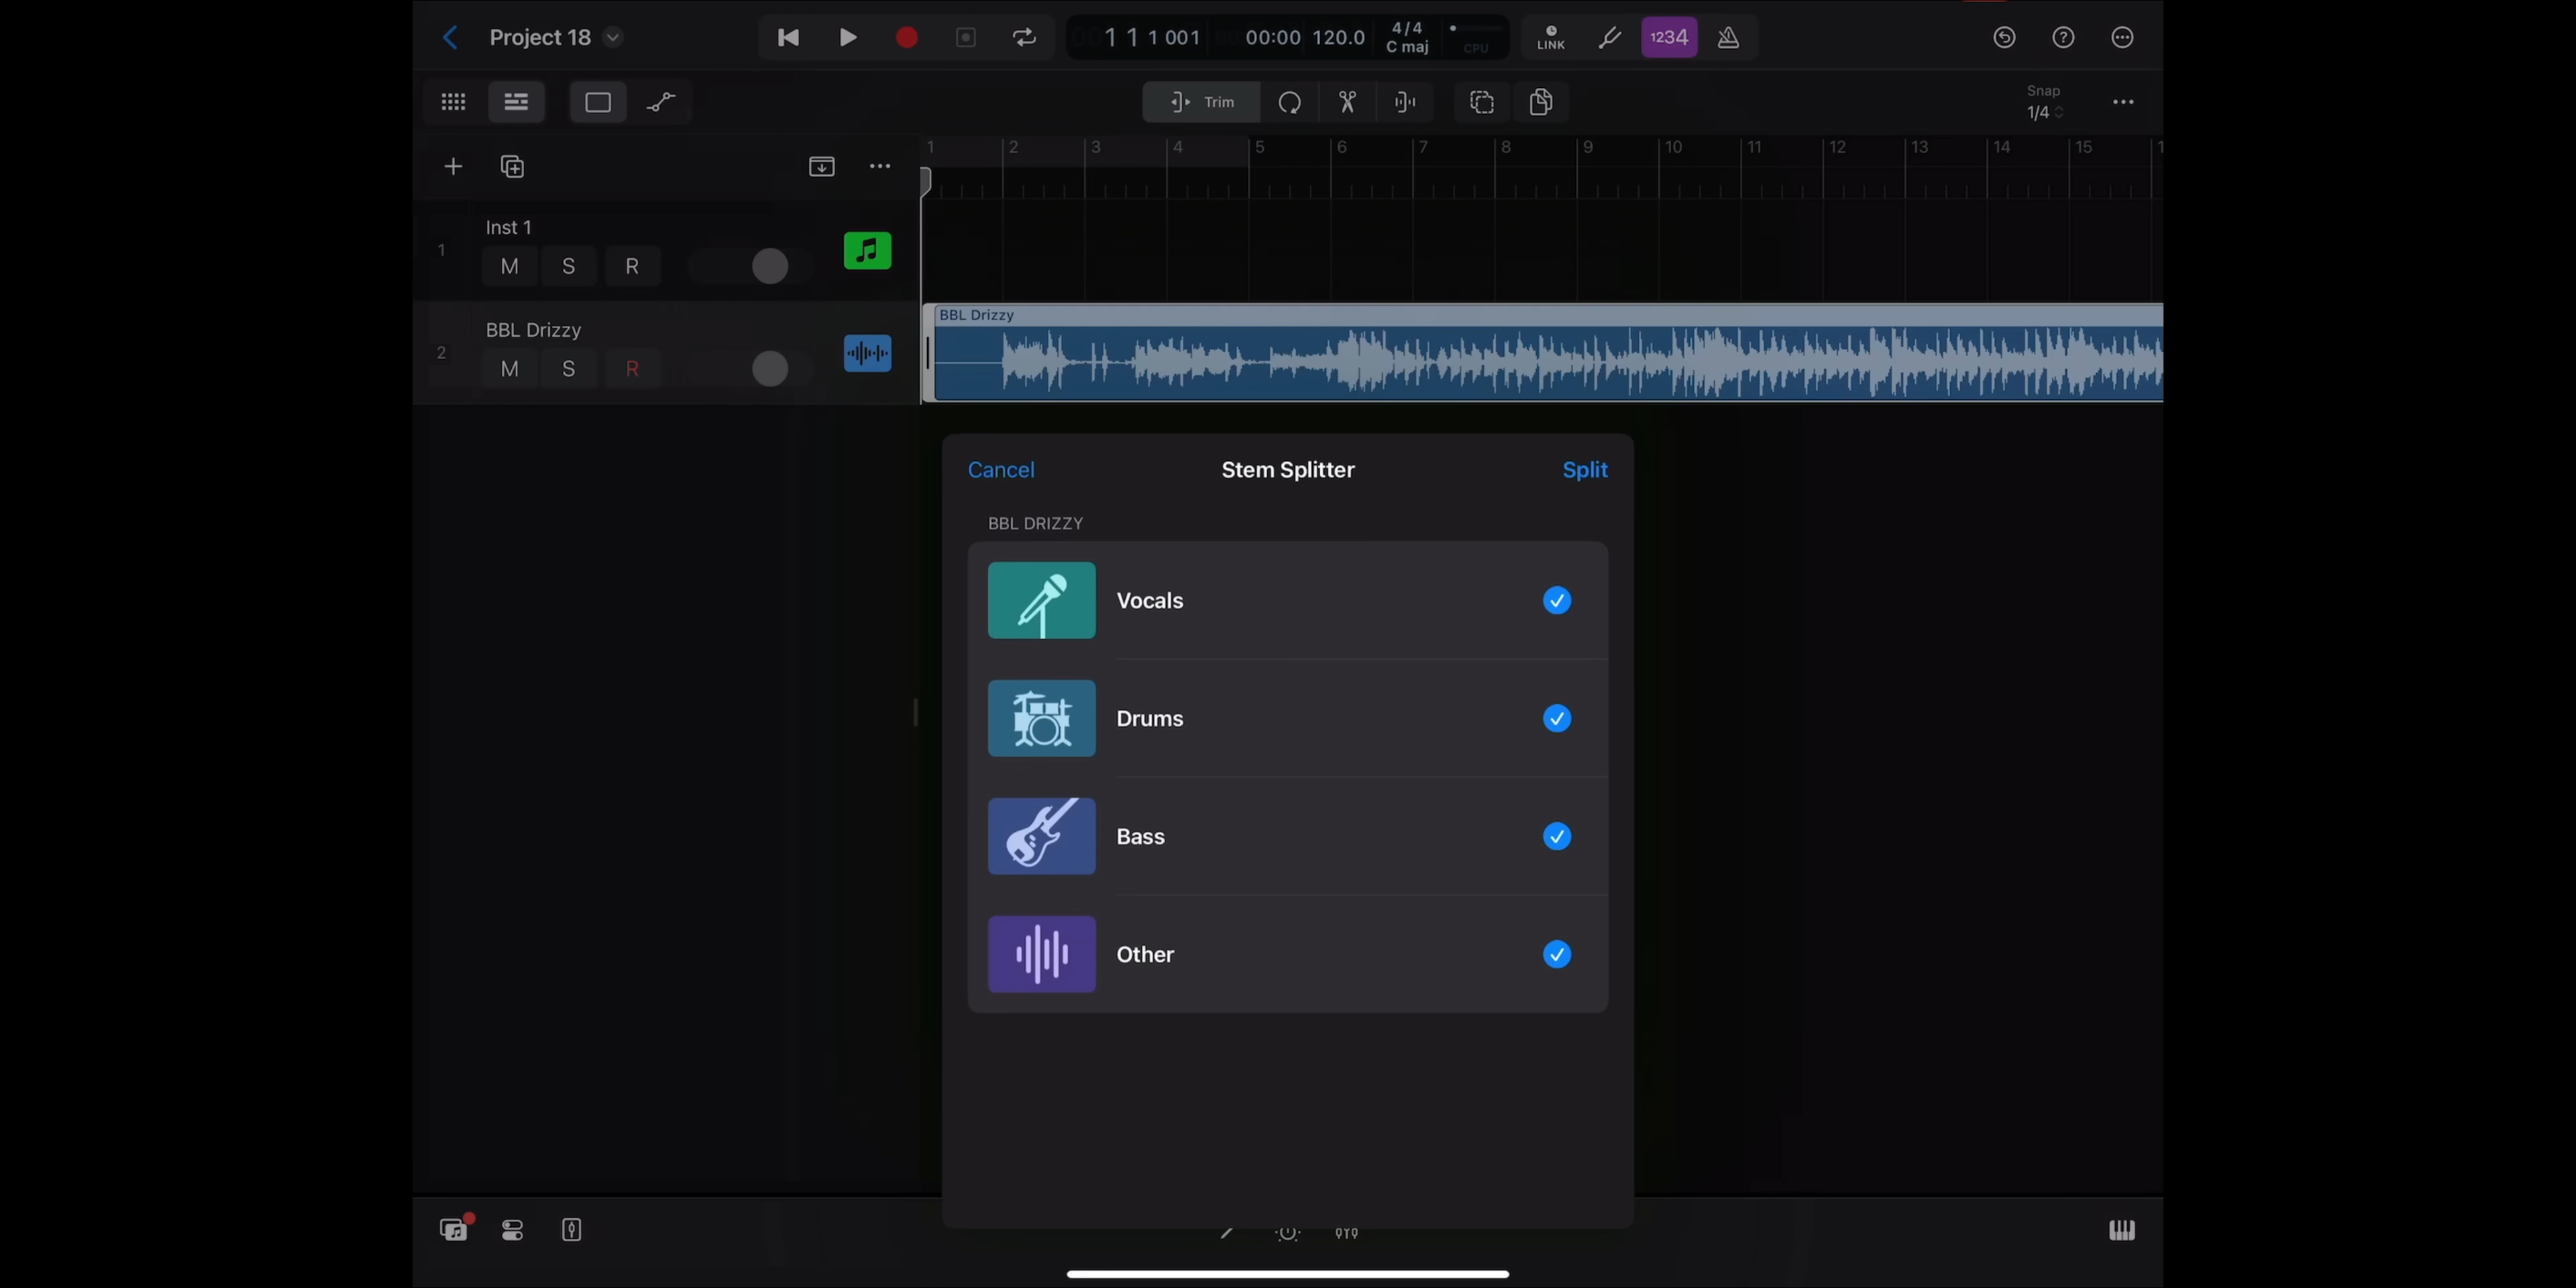 Project 18
1 1 1 001
00:00
120.0
4/4
C maj
CPU
LINK
1234
Trim
Snap
1/4
1 2 3 4 5 6 7 8 9 10 11 12 13 14 15
1
Inst 1
M S R
2
BBL Drizzy
M S R
BBL Drizzy
Cancel
Stem Splitter
Split
BBL DRIZZY
Vocals
Drums
Bass
Other